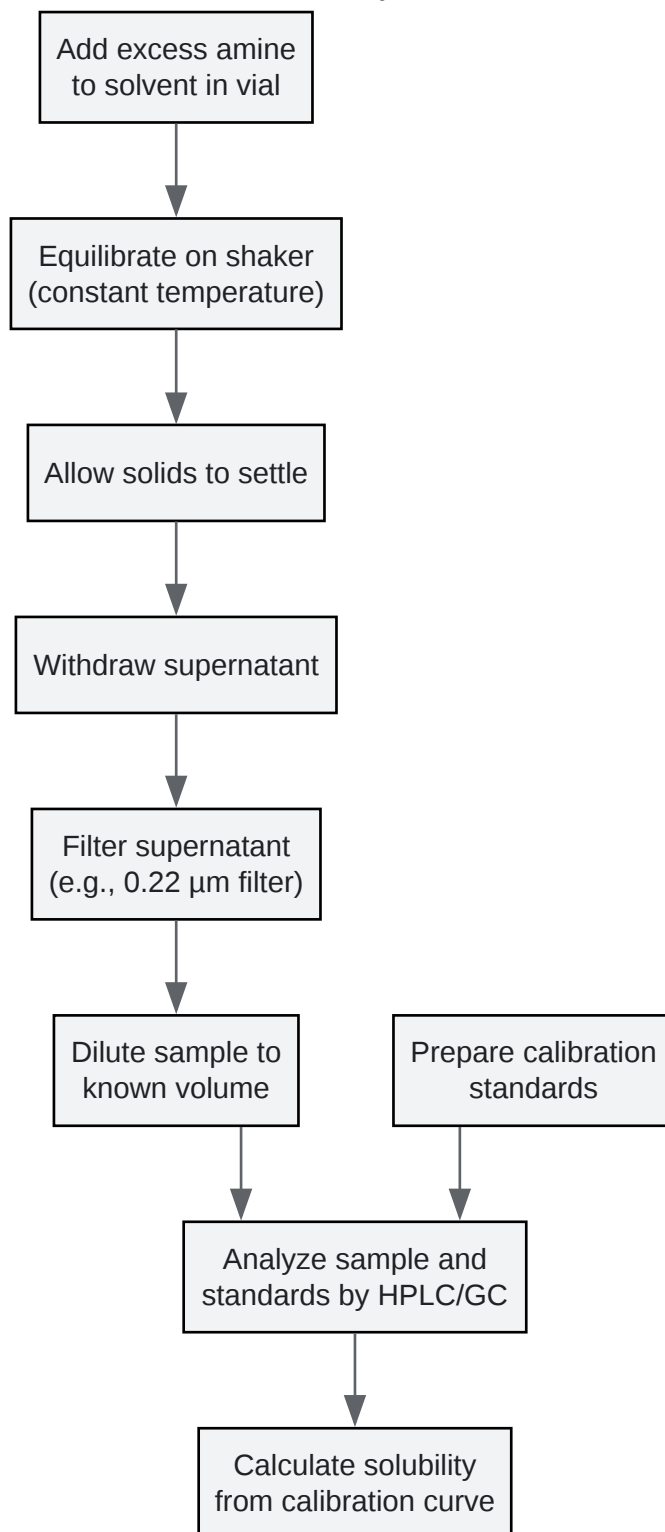 Add excess amine
to solvent in vial
Equilibrate on shaker
(constant temperature)
Allow solids to settle
Withdraw supernatant
Filter supernatant
(e.g., 0.22 µm filter)
Dilute sample to
known volume
Prepare calibration
standards
Analyze sample and
standards by HPLC/GC
Calculate solubility
from calibration curve